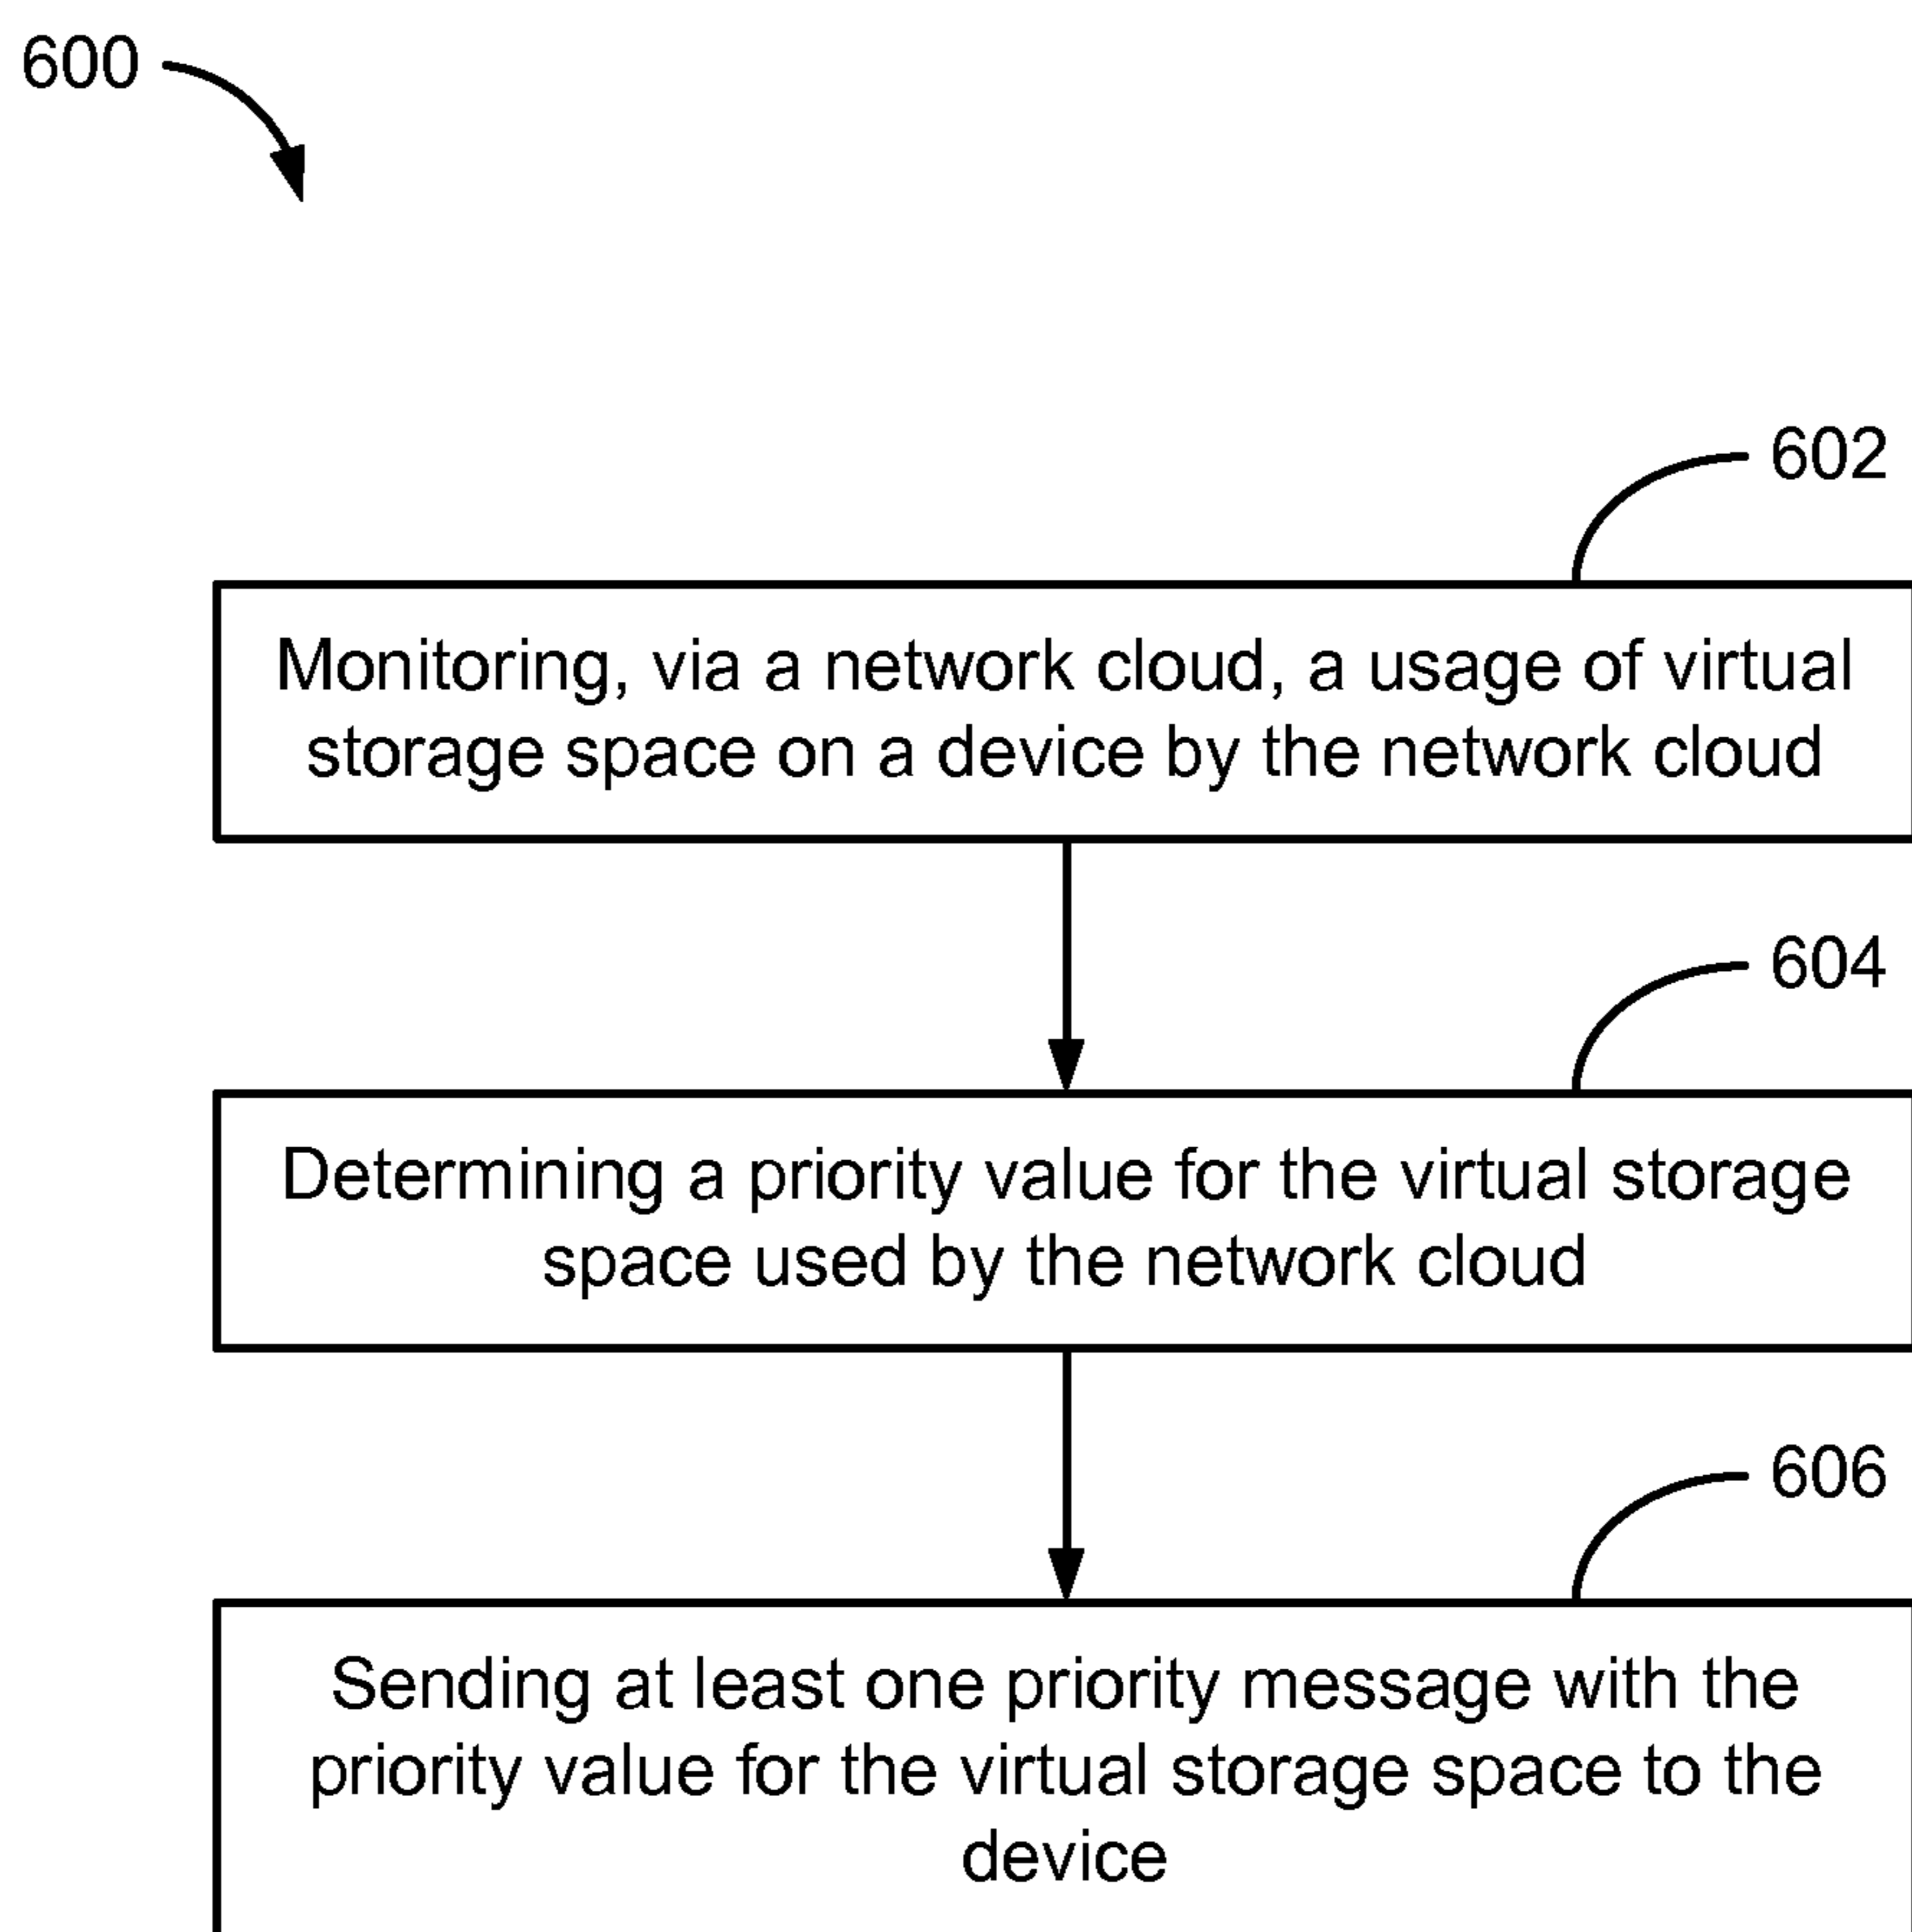 600
602
Monitoring, via a network cloud, a usage of virtual
storage space on a device by the network cloud
604
Determining a priority value for the virtual storage
space used by the network cloud
606
Sending at least one priority message with the
priority value for the virtual storage space to the
device